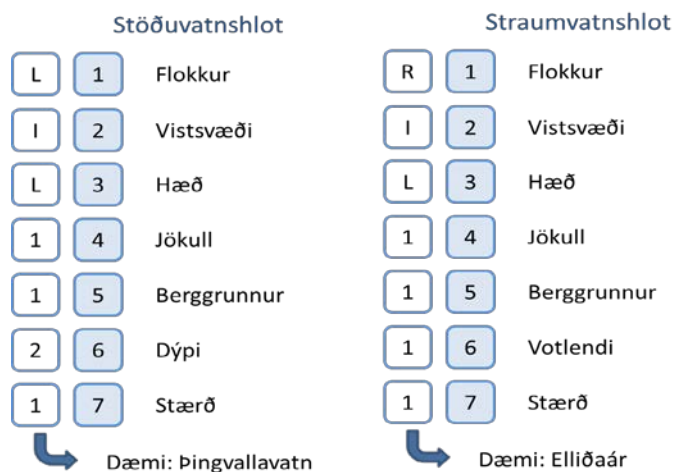 Stöðuvatnshlot
L 1 Flokkur
I 2 Vistsvæði
L 3 Hæð
1 4 Jökull
1 5 Berggrunnur
2 6 Dýpi
1 7 Stærð
Dæmi: Þingvallavatn
Straumvatnshlot
R 1 Flokkur
I 2 Vistsvæði
L 3 Hæð
1 4 Jökull
1 5 Berggrunnur
1 6 Votlendi
1 7 Stærð
Dæmi: Elliðaár